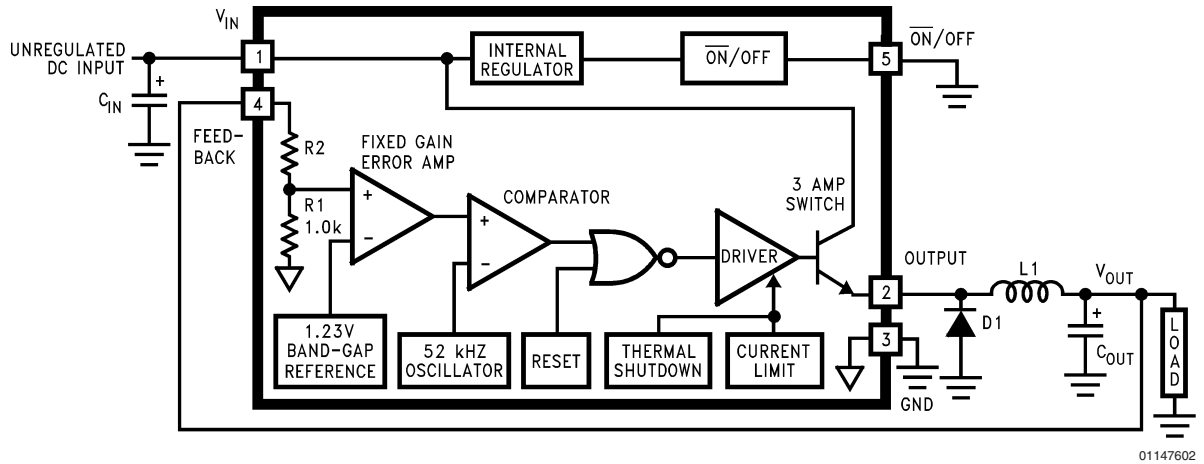 V_IN
UNREGULATED
DC INPUT
+
C_IN
1
4
FEED-
BACK
INTERNAL
REGULATOR
O̅N̅/OFF
5
O̅N̅/OFF
R2
R1
1.0k
FIXED GAIN
ERROR AMP
+
−
COMPARATOR
+
−
3 AMP
SWITCH
DRIVER
OUTPUT
2
3
GND
L1
V_OUT
D1
+
C_OUT
LOAD
1.23V
BAND-GAP
REFERENCE
52 kHZ
OSCILLATOR
RESET
THERMAL
SHUTDOWN
CURRENT
LIMIT
01147602